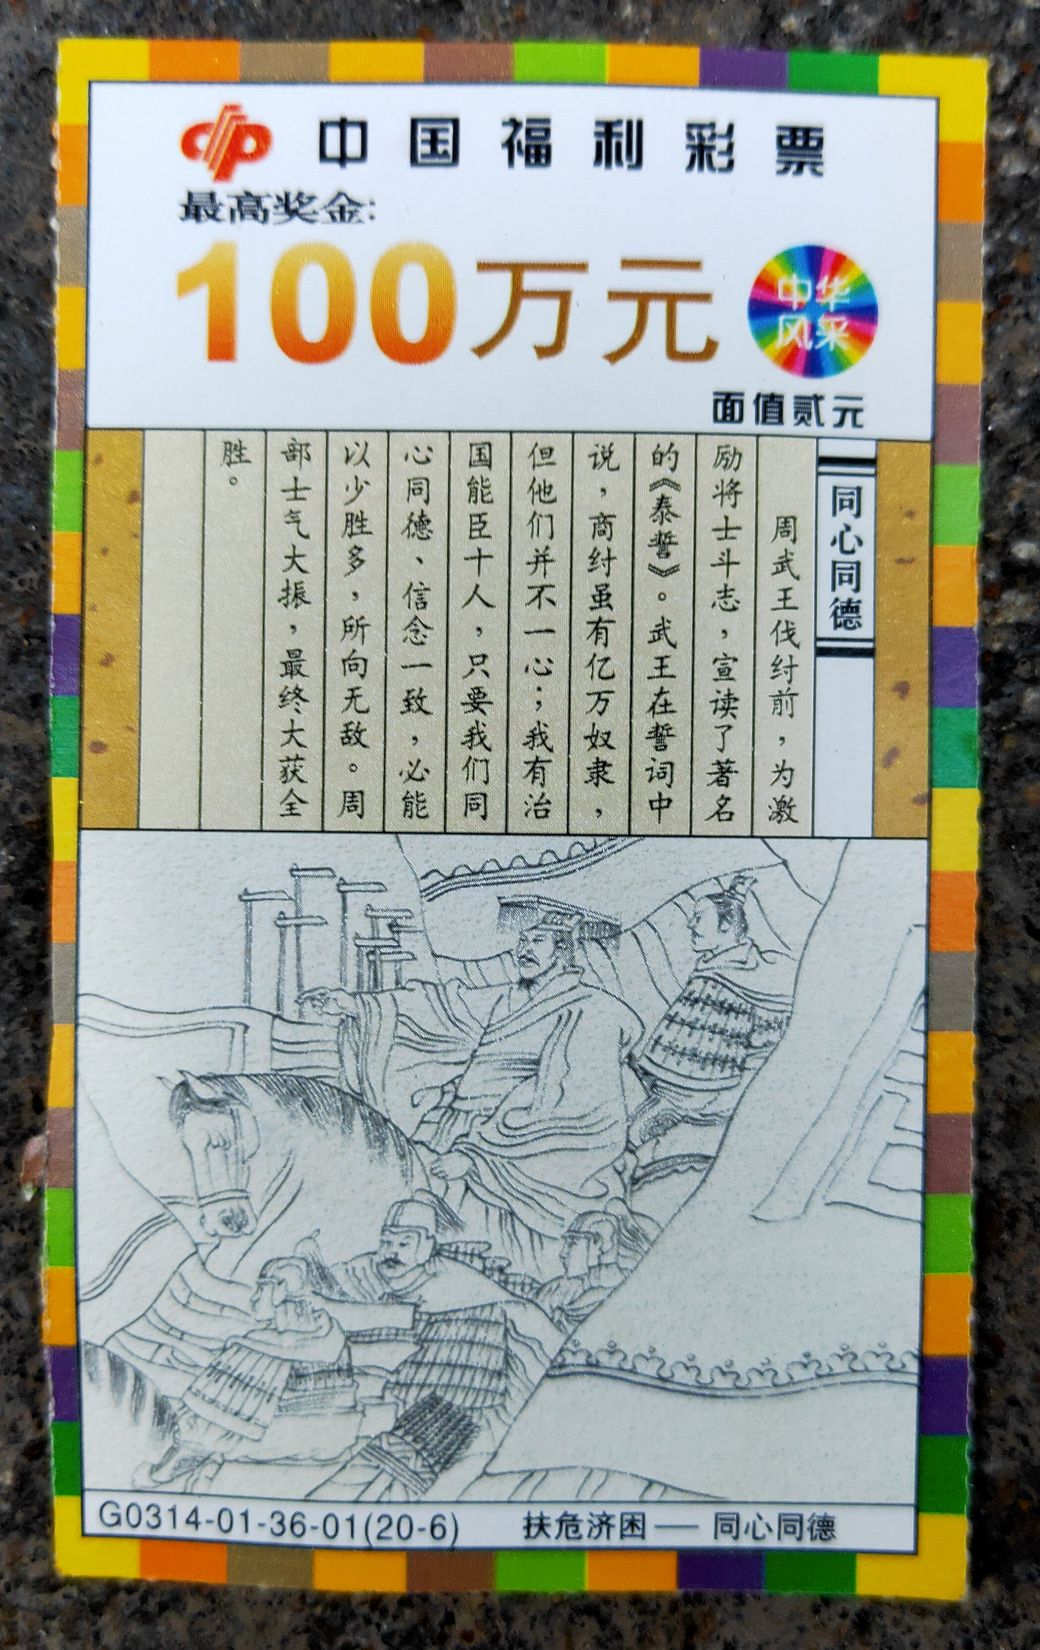 中国福利彩票
最高奖金:
100万元
中华
风采
面值贰元
同心同德
周武王伐纣前，为激
励将士斗志，宣读了著名
的《泰誓》。武王在誓词中
说，商纣虽有亿万奴隶，
但他们并不一心；我有治
国能臣十人，只要我们同
心同德、信念一致，必能
以少胜多，所向无敌。周
部士气大振，最终大获全
胜。
G0314-01-36-01(20-6)
扶危济困—同心同德